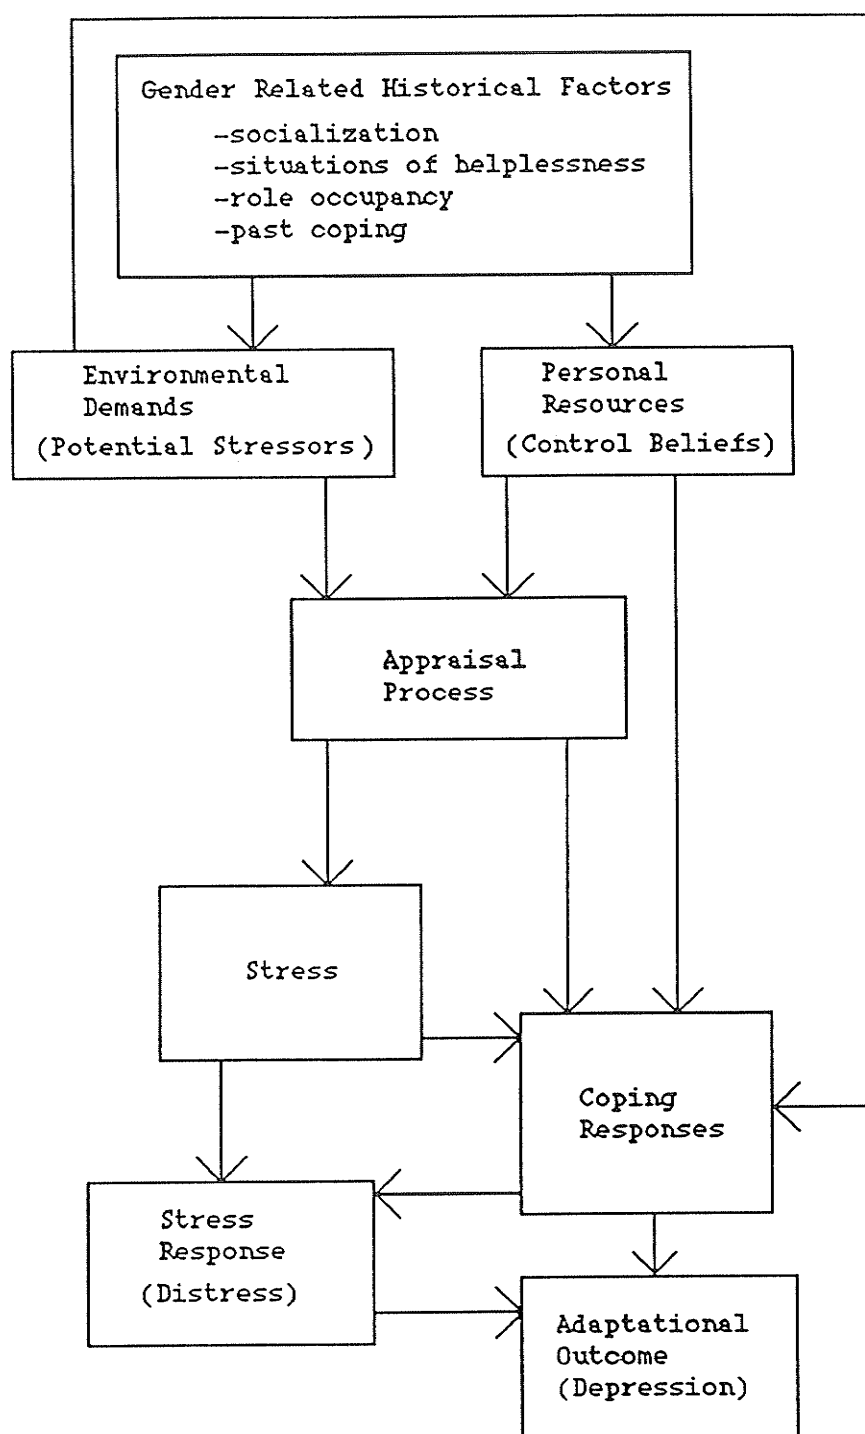 Gender Related Historical Factors
-socialization
-situations of helplessness
-role occupancy
-past coping
Environmental
Demands
(Potential Stressors)
Personal
Resources
(Control Beliefs)
Appraisal
Process
Stress
Coping
Responses
Stress
Response
(Distress)
Adaptational
Outcome
(Depression)